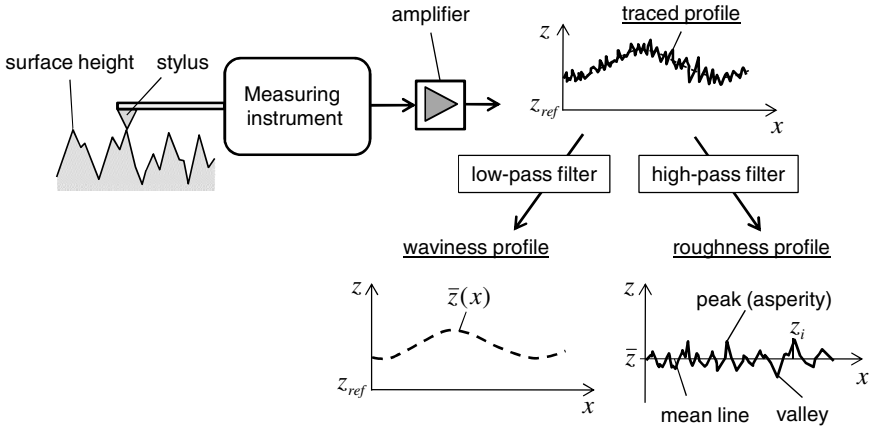 amplifier
traced profile
surface height
stylus
Measuring
instrument
z
z_ref
x
low-pass filter
high-pass filter
waviness profile
roughness profile
z
z̅(x)
z_ref
x
z
peak (asperity)
z_i
z̅
x
mean line
valley